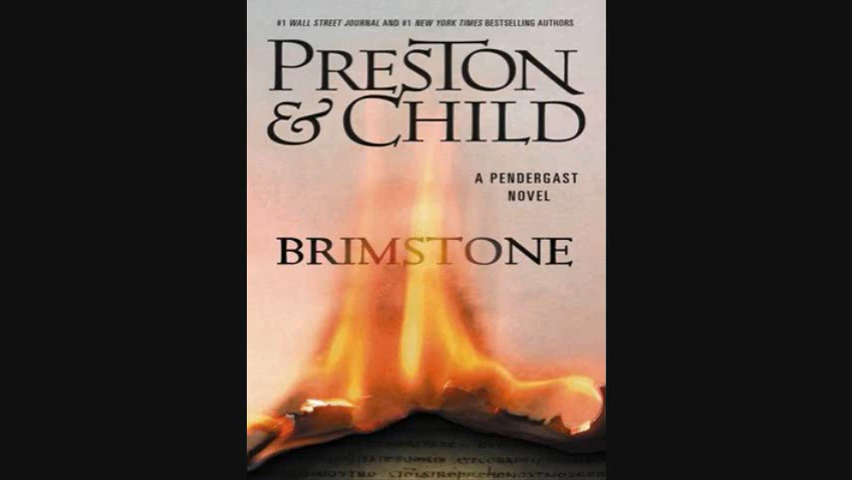 #1 WALL STREET JOURNAL AND #1 NEW YORK TIMES BESTSELLING AUTHORS
PRESTON
& CHILD
A PENDERGAST
NOVEL
BRIMSTONE